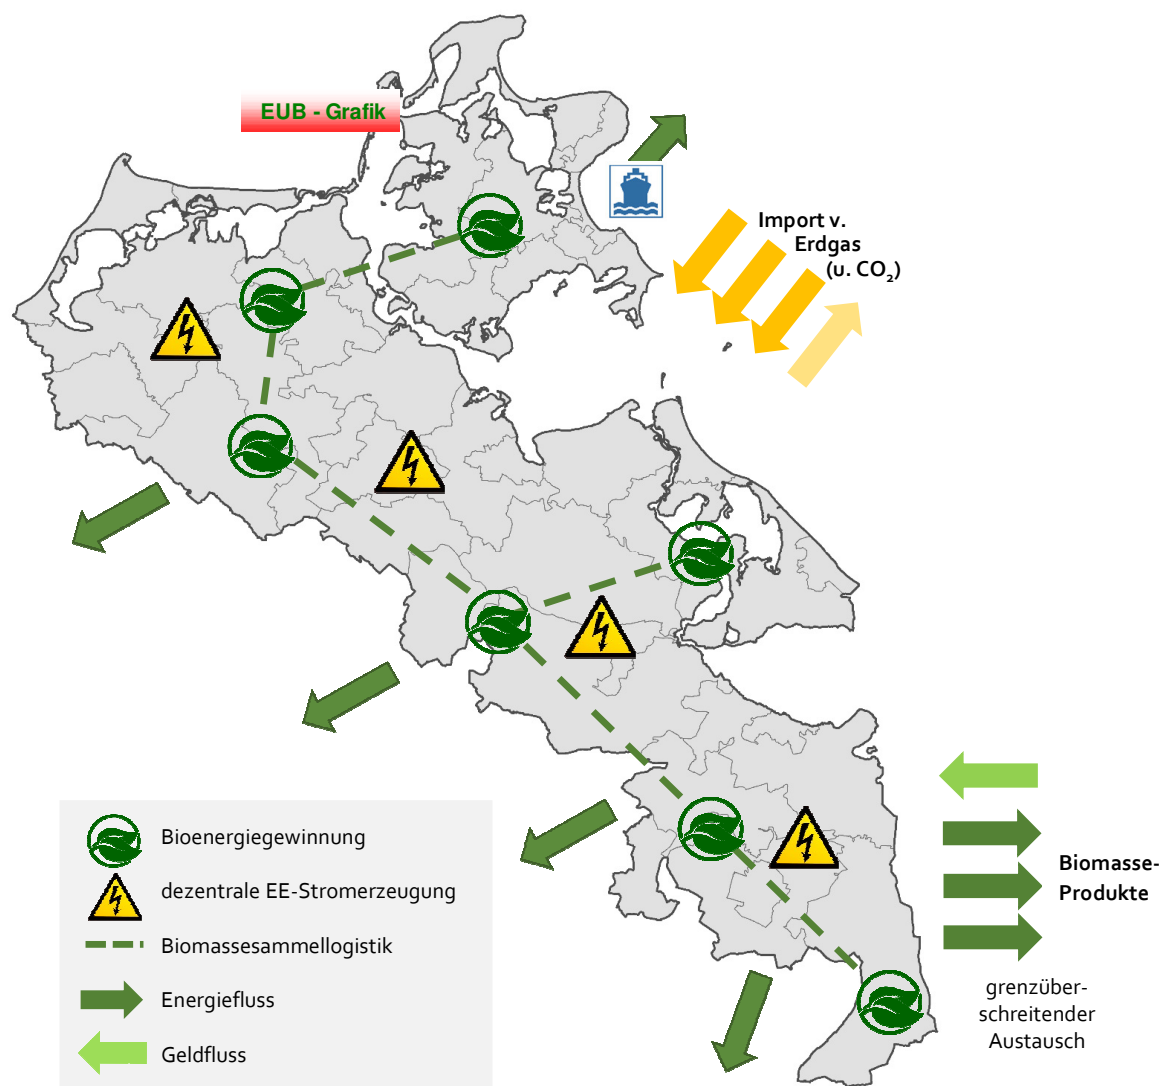 EUB - Grafik
Import v.
Erdgas
(u. CO₂)
Bioenergiegewinnung
dezentrale EE-Stromerzeugung
Biomassesammellogistik
Energiefluss
Geldfluss
Biomasse-
Produkte
grenzüber-
schreitender
Austausch